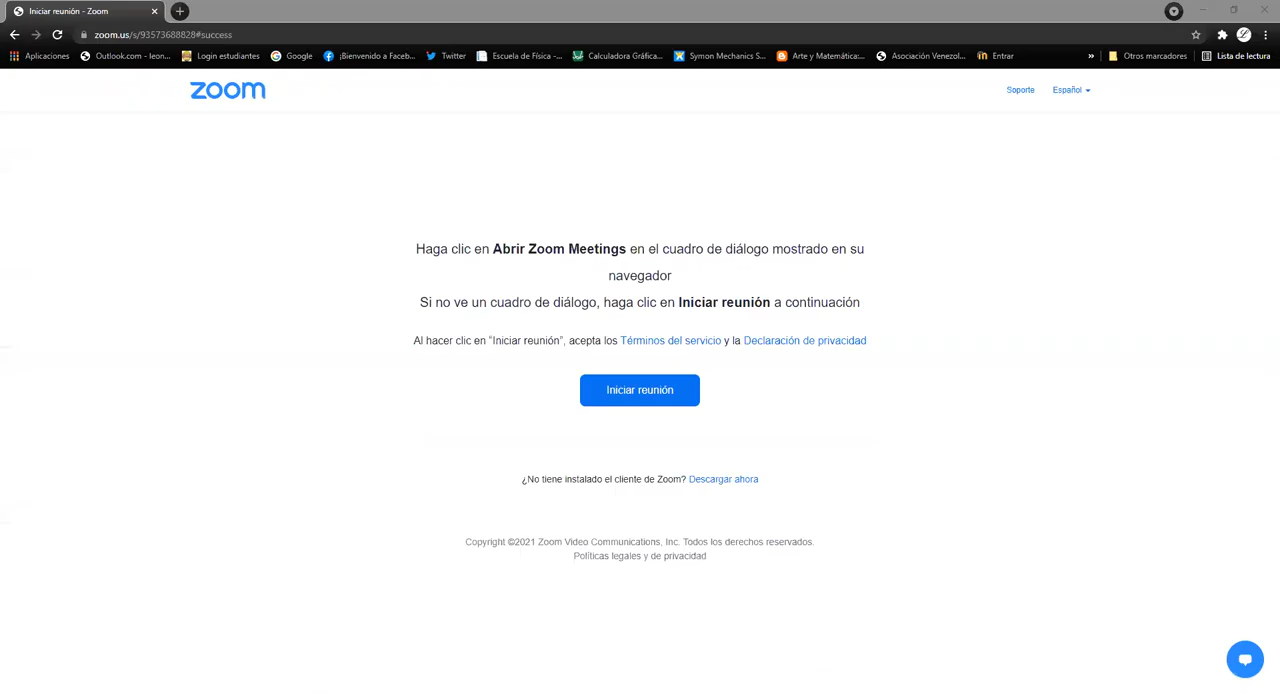 Iniciar reunión - Zoom
zoom.us/s/93573688828#success
Aplicaciones Outlook.com - leon... Login estudiantes Google ¡Bienvenido a Faceb... Twitter Escuela de Física -... Calculadora Gráfica... Symon Mechanics S... Arte y Matemática:... Asociación Venezol... Entrar » Otros marcadores Lista de lectura
zoom Soporte Español
Haga clic en Abrir Zoom Meetings en el cuadro de diálogo mostrado en su
navegador
Si no ve un cuadro de diálogo, haga clic en Iniciar reunión a continuación
Al hacer clic en “Iniciar reunión”, acepta los Términos del servicio y la Declaración de privacidad
Iniciar reunión
¿No tiene instalado el cliente de Zoom? Descargar ahora
Copyright ©2021 Zoom Video Communications, Inc. Todos los derechos reservados.
Políticas legales y de privacidad